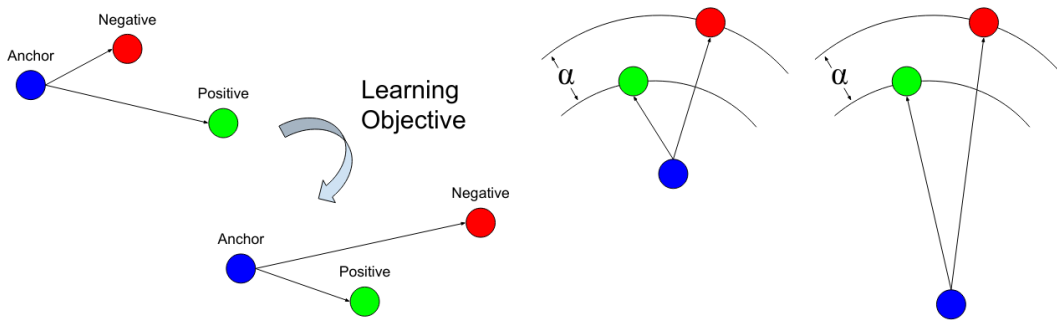 Negative
Anchor
Positive
Learning
Objective
Negative
Anchor
Positive
α
α